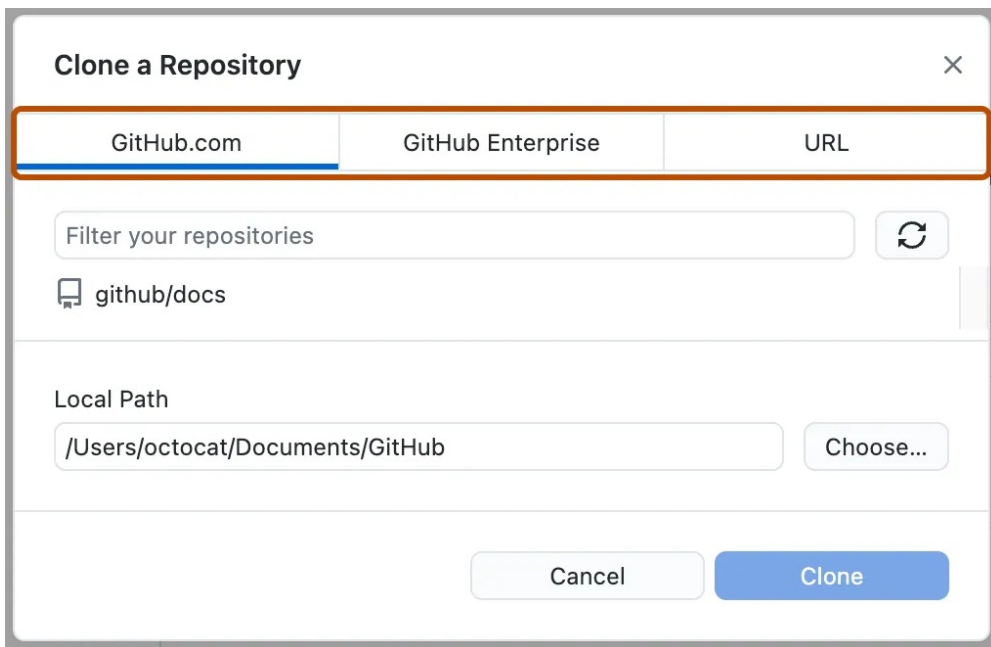 Clone a Repository
GitHub.com GitHub Enterprise URL
Filter your repositories
github/docs
Local Path
/Users/octocat/Documents/GitHub Choose...
Cancel Clone